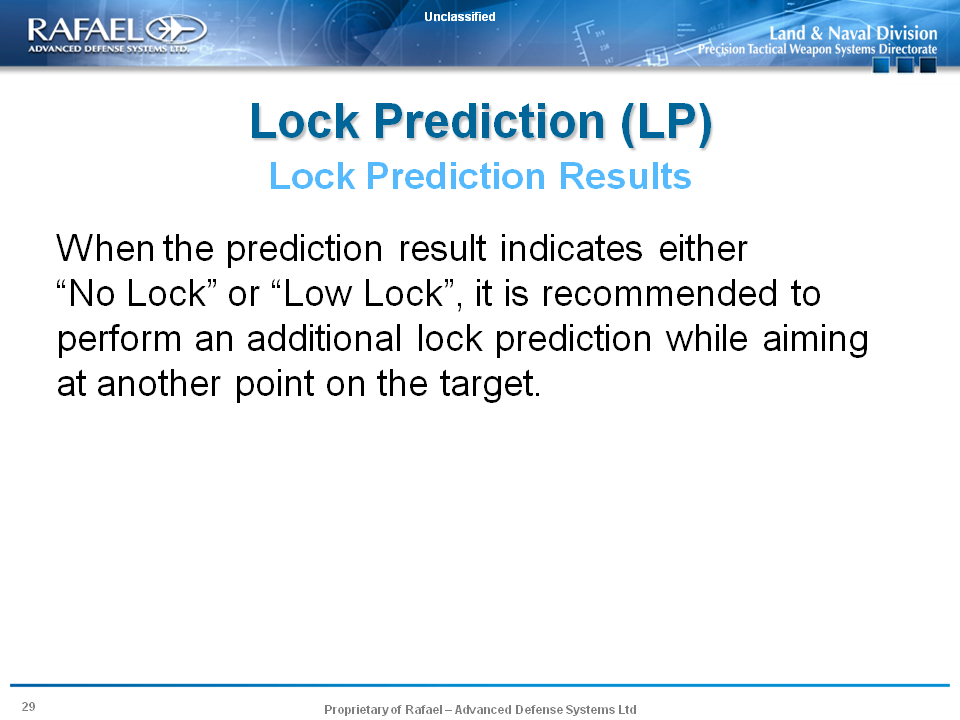 Unclassified
RAFAEL
ADVANCED DEFENSE SYSTEMS LTD.
Land & Naval Division
Precision Tactical Weapon Systems Directorate
Lock Prediction (LP)
Lock Prediction Results
When the prediction result indicates either
“No Lock” or “Low Lock”, it is recommended to
perform an additional lock prediction while aiming
at another point on the target.
29
Proprietary of Rafael – Advanced Defense Systems Ltd